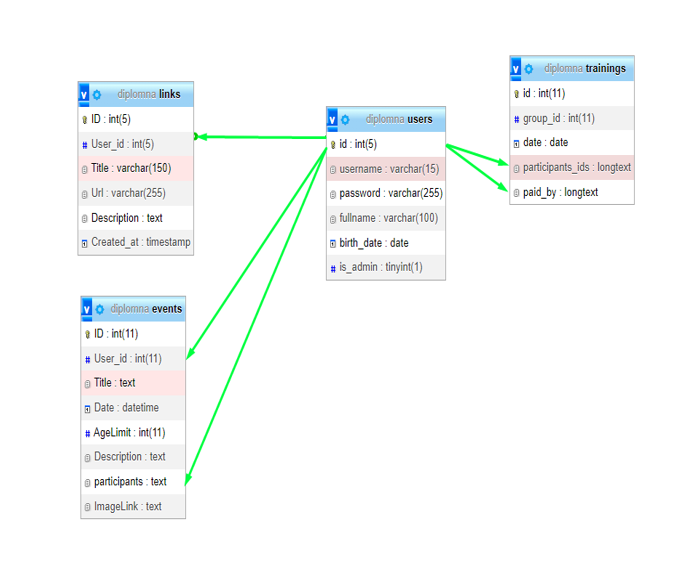 diplomna links
ID : int(5)
User_id : int(5)
Title : varchar(150)
Url : varchar(255)
Description : text
Created_at : timestamp
diplomna users
id : int(5)
username : varchar(15)
password : varchar(255)
fullname : varchar(100)
birth_date : date
is_admin : tinyint(1)
diplomna trainings
id : int(11)
group_id : int(11)
date : date
participants_ids : longtext
paid_by : longtext
diplomna events
ID : int(11)
User_id : int(11)
Title : text
Date : datetime
AgeLimit : int(11)
Description : text
participants : text
ImageLink : text